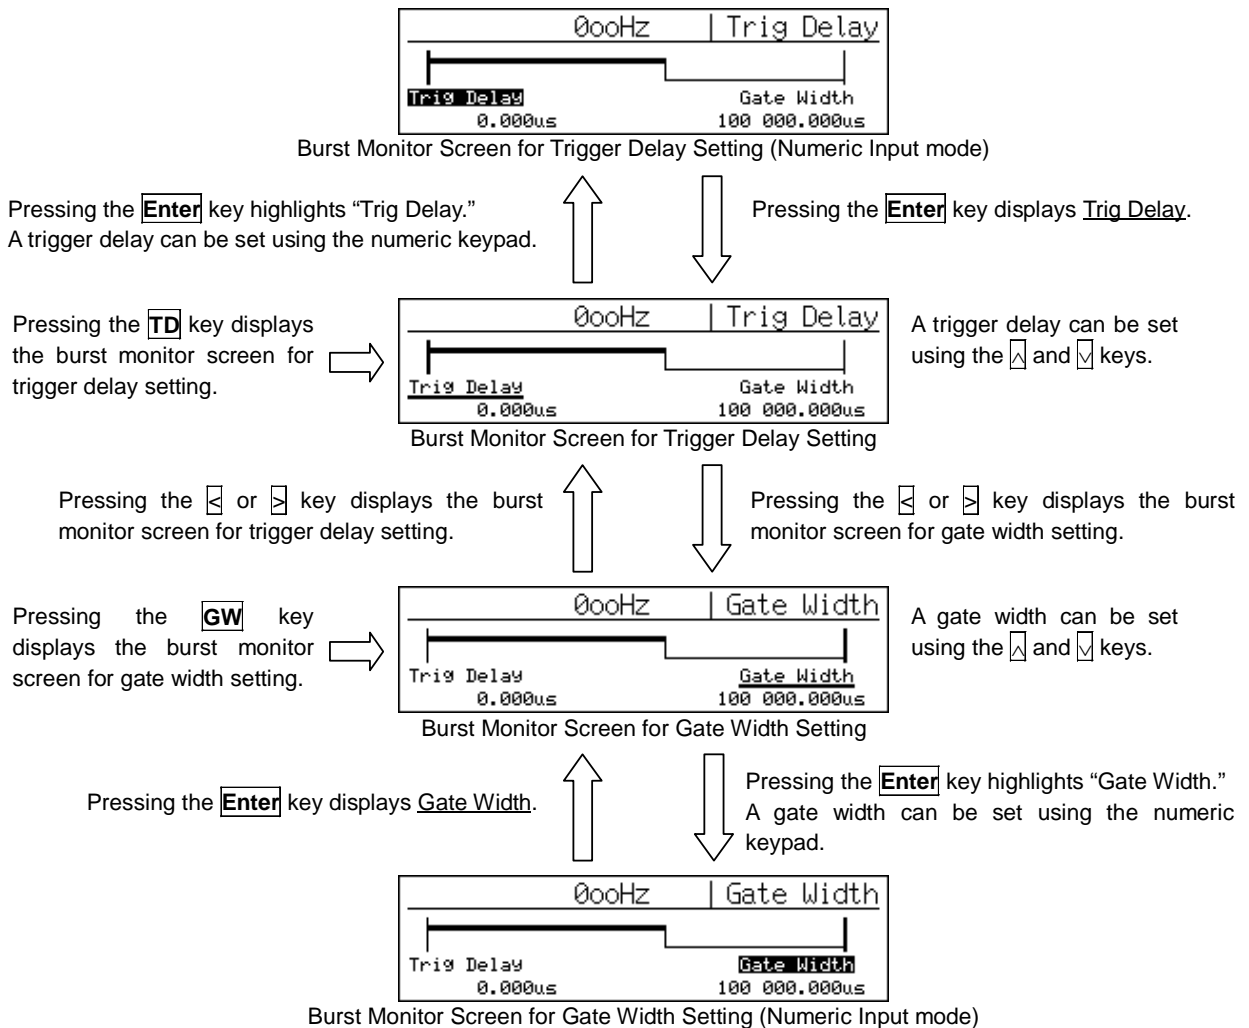 0ooHz | Trig Delay
Trig Delay Gate Width
0.000us 100 000.000us
Burst Monitor Screen for Trigger Delay Setting (Numeric Input mode)
Pressing the Enter key highlights “Trig Delay.”
A trigger delay can be set using the numeric keypad.
Pressing the Enter key displays Trig Delay.
Pressing the TD key displays
the burst monitor screen for
trigger delay setting.
0ooHz | Trig Delay
Trig Delay Gate Width
0.000us 100 000.000us
A trigger delay can be set
using the ∧ and ∨ keys.
Burst Monitor Screen for Trigger Delay Setting
Pressing the < or > key displays the burst
monitor screen for trigger delay setting.
Pressing the < or > key displays the burst
monitor screen for gate width setting.
Pressing the GW key
displays the burst monitor
screen for gate width setting.
0ooHz | Gate Width
Trig Delay Gate Width
0.000us 100 000.000us
A gate width can be set
using the ∧ and ∨ keys.
Burst Monitor Screen for Gate Width Setting
Pressing the Enter key displays Gate Width.
Pressing the Enter key highlights “Gate Width.”
A gate width can be set using the numeric
keypad.
0ooHz | Gate Width
Trig Delay Gate Width
0.000us 100 000.000us
Burst Monitor Screen for Gate Width Setting (Numeric Input mode)